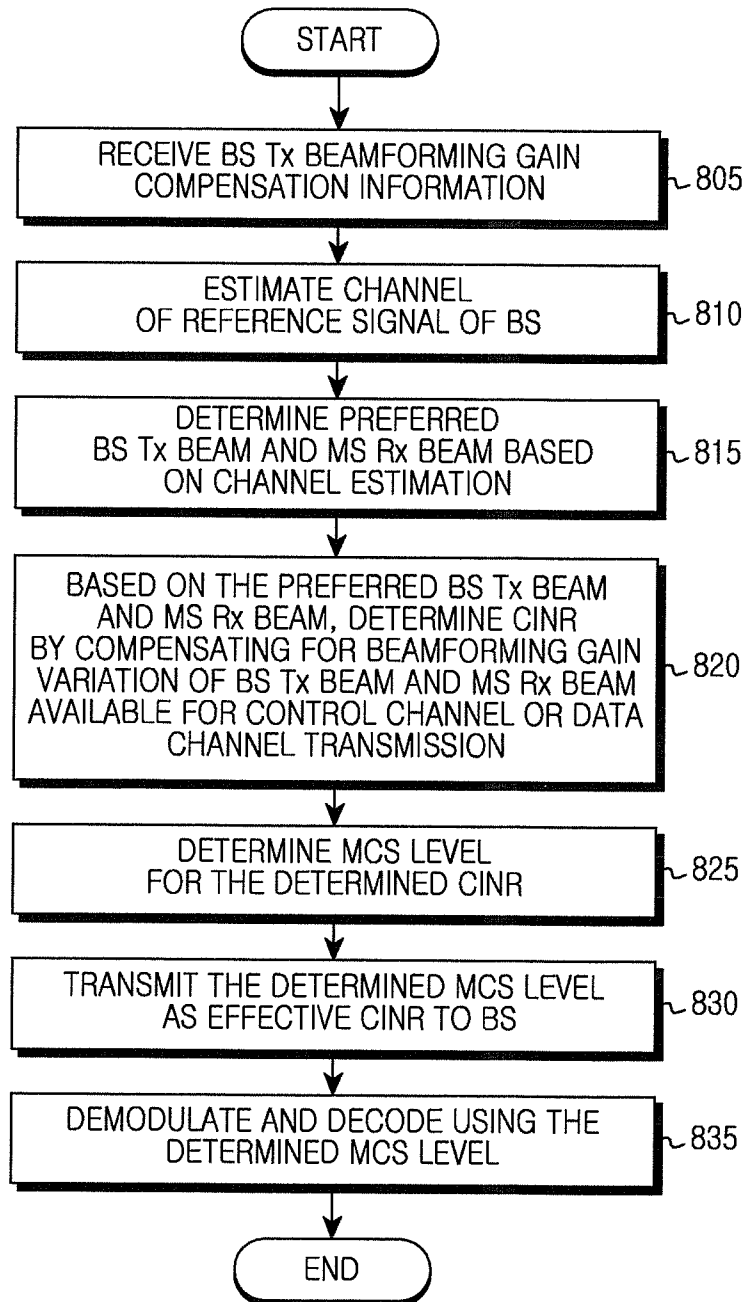 START
RECEIVE BS Tx BEAMFORMING GAIN
COMPENSATION INFORMATION
805
ESTIMATE CHANNEL
OF REFERENCE SIGNAL OF BS
810
DETERMINE PREFERRED
BS Tx BEAM AND MS Rx BEAM BASED
ON CHANNEL ESTIMATION
815
BASED ON THE PREFERRED BS Tx BEAM
AND MS Rx BEAM, DETERMINE CINR
BY COMPENSATING FOR BEAMFORMING GAIN
VARIATION OF BS Tx BEAM AND MS Rx BEAM
AVAILABLE FOR CONTROL CHANNEL OR DATA
CHANNEL TRANSMISSION
820
DETERMINE MCS LEVEL
FOR THE DETERMINED CINR
825
TRANSMIT THE DETERMINED MCS LEVEL
AS EFFECTIVE CINR TO BS
830
DEMODULATE AND DECODE USING THE
DETERMINED MCS LEVEL
835
END